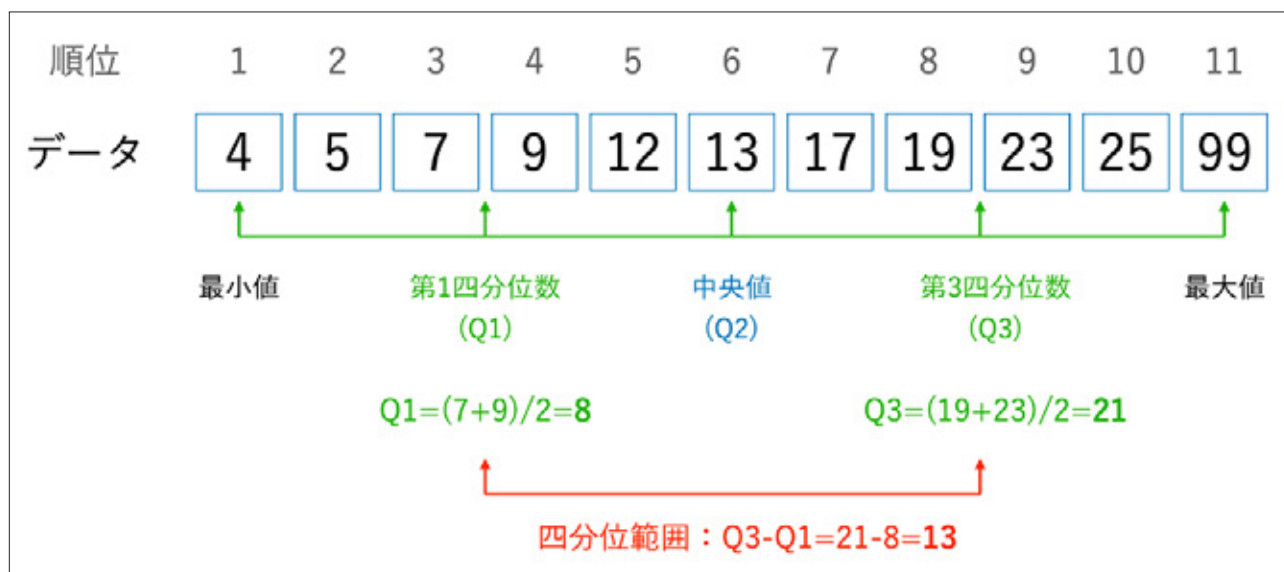 順位 1 2 3 4 5 6 7 8 9 10 11
データ 4 5 7 9 12 13 17 19 23 25 99
最小値 第1四分位数 中央値 第3四分位数 最大値
(Q1) (Q2) (Q3)
Q1=(7+9)/2=8 Q3=(19+23)/2=21
四分位範囲：Q3-Q1=21-8=13